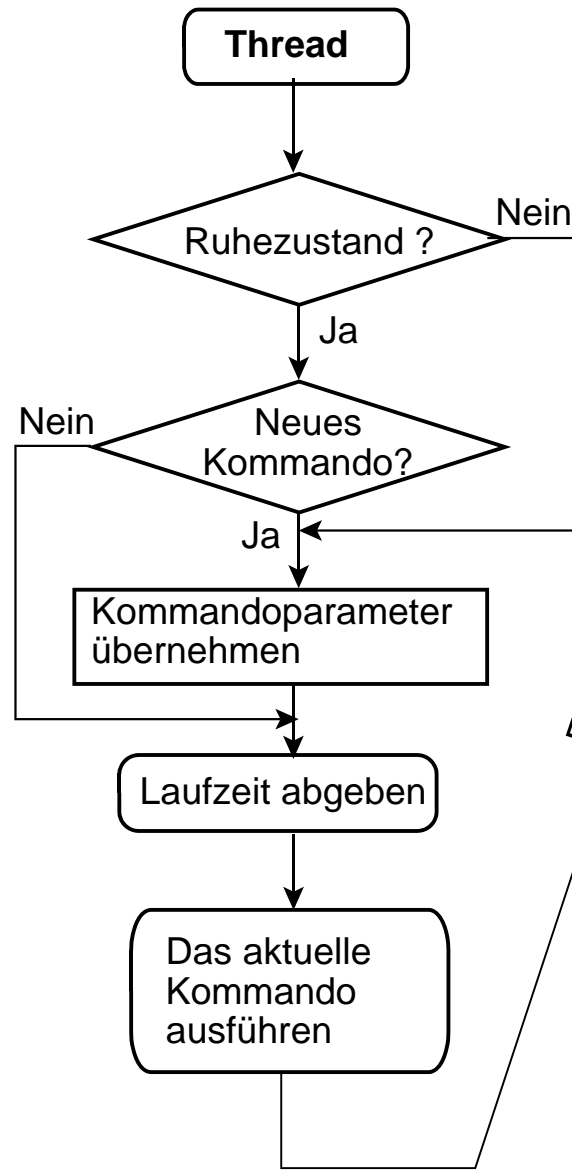 Thread
Ruhezustand ?
Nein
Ja
Nein
Neues
Kommando?
Ja
Kommandoparameter
übernehmen
Laufzeit abgeben
Das aktuelle
Kommando
ausführen